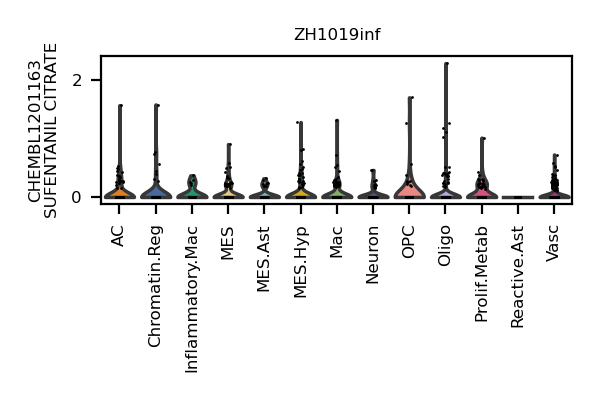 ZH1019inf
CHEMBL1201163
SUFENTANIL CITRATE
2
0
AC
Chromatin.Reg
Inflammatory.Mac
MES
MES.Ast
MES.Hyp
Mac
Neuron
OPC
Oligo
Prolif.Metab
Reactive.Ast
Vasc